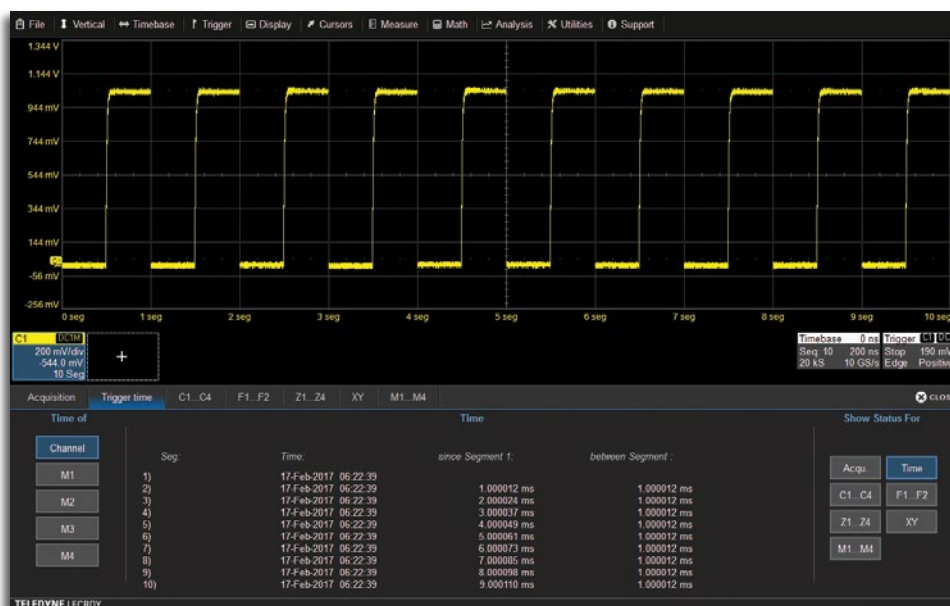 File Vertical Timebase Trigger Display Cursors Measure Math Analysis Utilities Support
1.344 V
1.144 V
944 mV
744 mV
544 mV
344 mV
144 mV
C1
-56 mV
-256 mV
0 seg 1 seg 2 seg 3 seg 4 seg 5 seg 6 seg 7 seg 8 seg 9 seg 10 seg
C1 DC1M
200 mV/div
-544.0 mV
10 Seg
+
Timebase 0 ns
Seq: 10 200 ns
20 kS 10 GS/s
Trigger C1 DC
Stop 190 mV
Edge Positive
Acquisition Trigger time C1...C4 F1...F2 Z1...Z4 XY M1...M4 CLOS
Time of Time Show Status For
Channel
M1
M2
M3
M4
Seg: Time: since Segment 1: between Segment :
1) 17-Feb-2017 06:22:39
2) 17-Feb-2017 06:22:39 1.000012 ms 1.000012 ms
3) 17-Feb-2017 06:22:39 2.000024 ms 1.000012 ms
4) 17-Feb-2017 06:22:39 3.000037 ms 1.000012 ms
5) 17-Feb-2017 06:22:39 4.000049 ms 1.000012 ms
6) 17-Feb-2017 06:22:39 5.000061 ms 1.000012 ms
7) 17-Feb-2017 06:22:39 6.000073 ms 1.000012 ms
8) 17-Feb-2017 06:22:39 7.000085 ms 1.000012 ms
9) 17-Feb-2017 06:22:39 8.000098 ms 1.000012 ms
10) 17-Feb-2017 06:22:39 9.000110 ms 1.000012 ms
Acqu. Time
C1...C4 F1...F2
Z1...Z4 XY
M1...M4
TELEDYNE LECROY